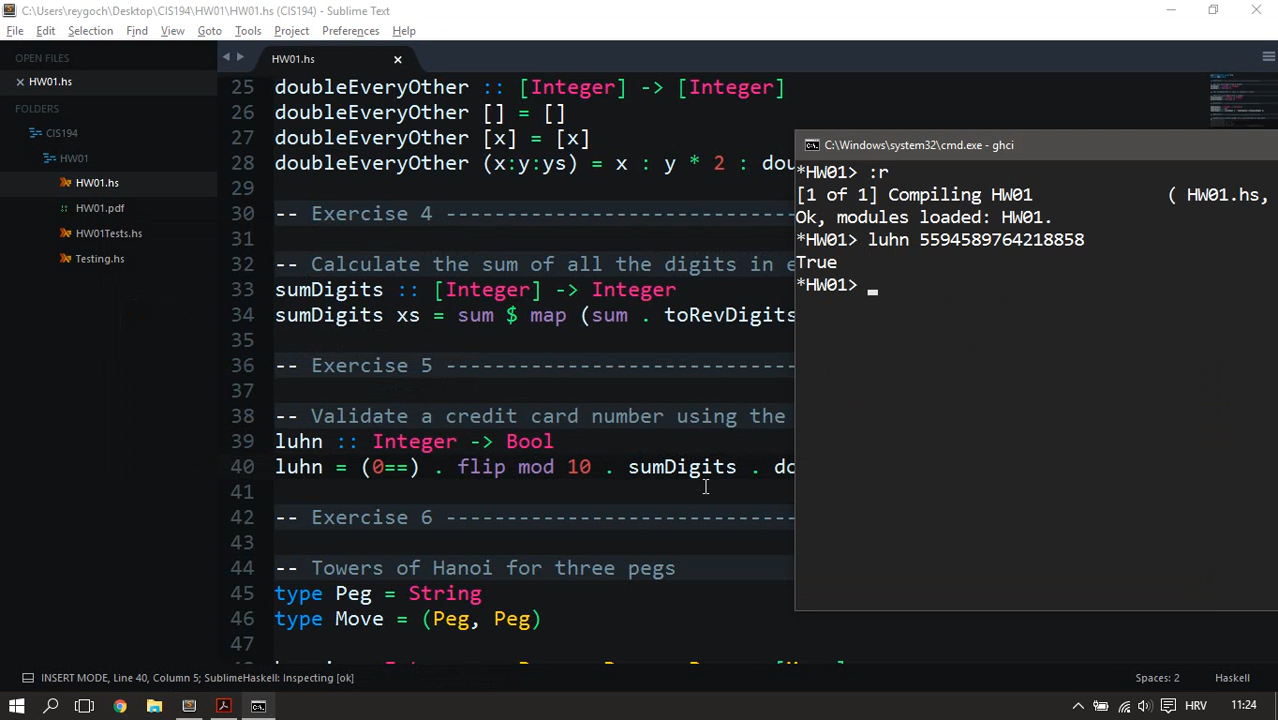 C:\Users\reygoch\Desktop\CIS194\HW01\HW01.hs (CIS194) - Sublime Text
File Edit Selection Find View Goto Tools Project Preferences Help
OPEN FILES
HW01.hs
FOLDERS
CIS194
HW01
HW01.hs
HW01.pdf
HW01Tests.hs
Testing.hs
HW01.hs
25 doubleEveryOther :: [Integer] -> [Integer]
26 doubleEveryOther [] = []
27 doubleEveryOther [x] = [x]
28 doubleEveryOther (x:y:ys) = x : y * 2 : dou
29
30 -- Exercise 4 -----------------------------
31
32 -- Calculate the sum of all the digits in e
33 sumDigits :: [Integer] -> Integer
34 sumDigits xs = sum $ map (sum . toRevDigits
35
36 -- Exercise 5 -----------------------------
37
38 -- Validate a credit card number using the
39 luhn :: Integer -> Bool
40 luhn = (0==) . flip mod 10 . sumDigits . do
41
42 -- Exercise 6 -----------------------------
43
44 -- Towers of Hanoi for three pegs
45 type Peg = String
46 type Move = (Peg, Peg)
47
C:\Windows\system32\cmd.exe - ghci
*HW01> :r
[1 of 1] Compiling HW01 ( HW01.hs,
Ok, modules loaded: HW01.
*HW01> luhn 5594589764218858
True
*HW01> _
INSERT MODE, Line 40, Column 5; SublimeHaskell: Inspecting [ok]
Spaces: 2
Haskell
HRV
11:24